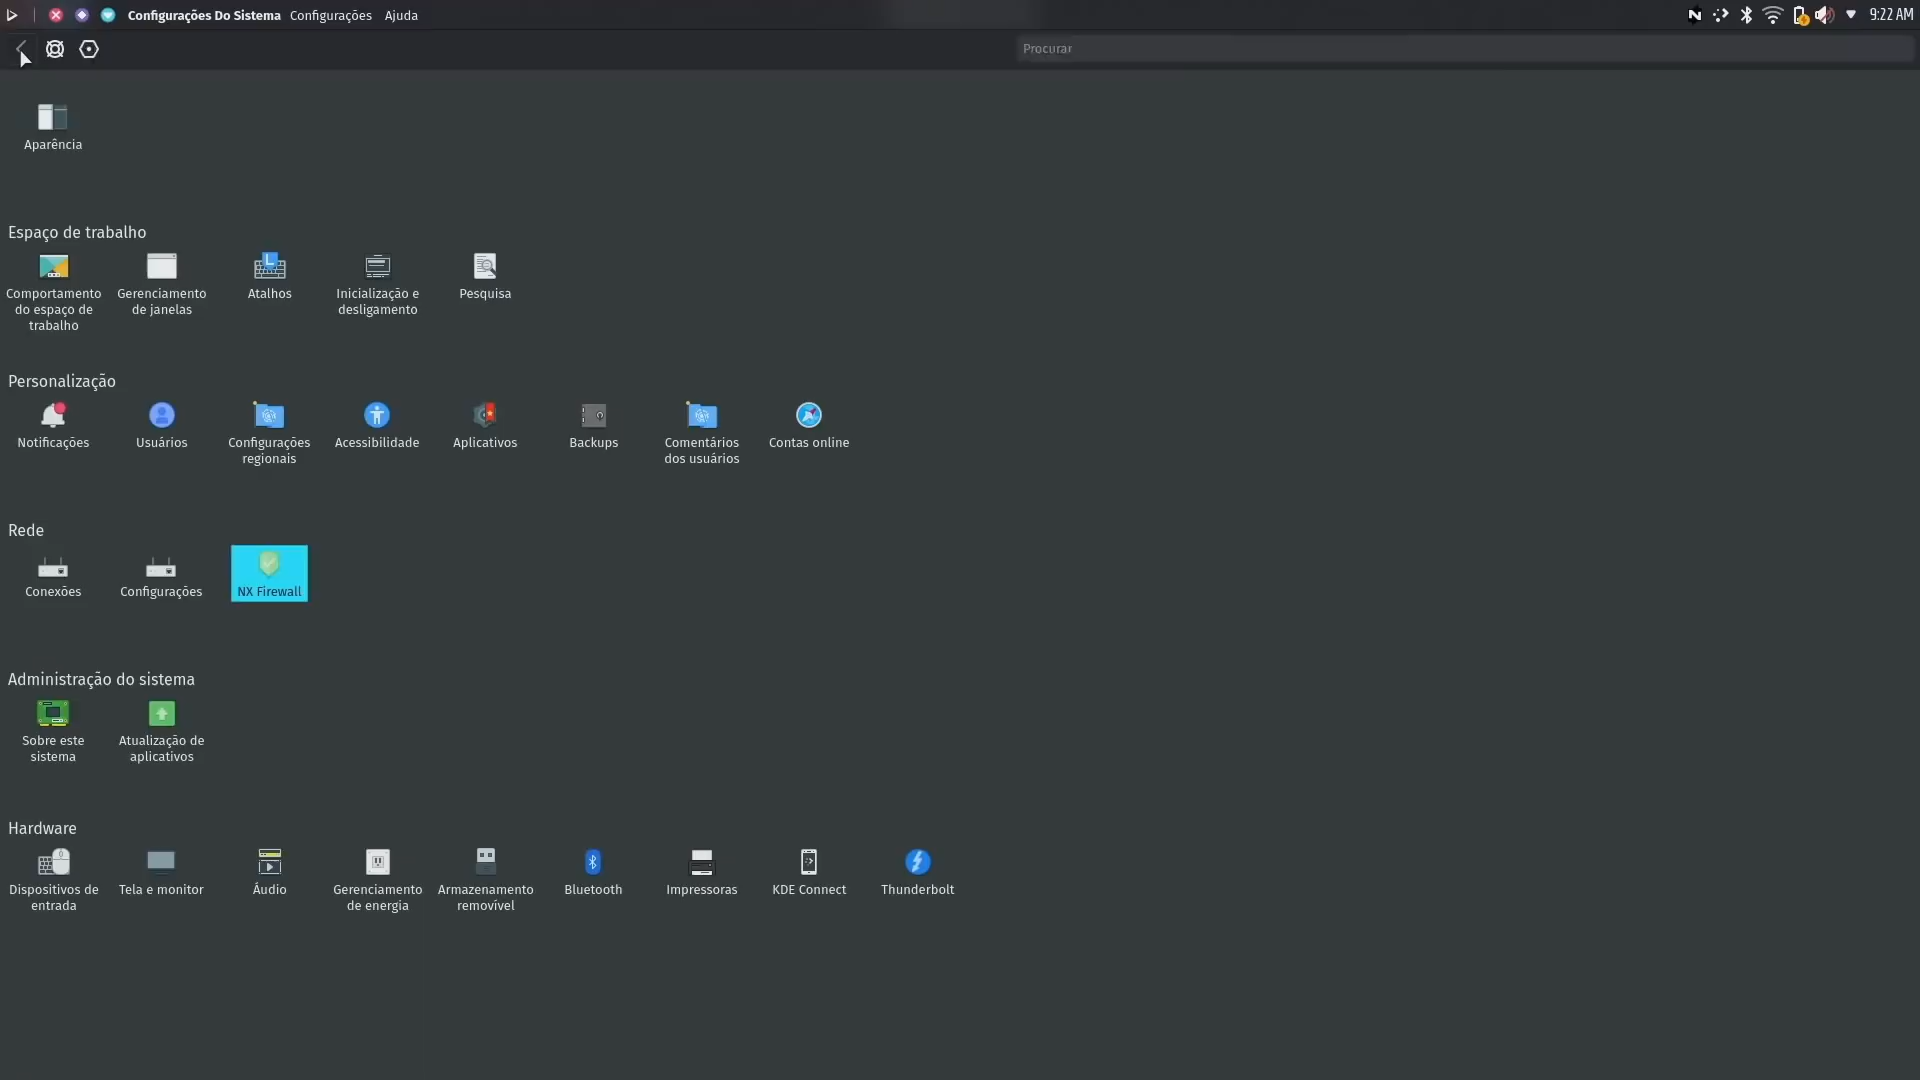 Configurações Do Sistema Configurações Ajuda 9:22 AM
Procurar
Aparência
Espaço de trabalho
Comportamento
do espaço de
trabalho
Gerenciamento
de janelas
Atalhos
Inicialização e
desligamento
Pesquisa
Personalização
Notificações
Usuários
Configurações
regionais
Acessibilidade
Aplicativos
Backups
Comentários
dos usuários
Contas online
Rede
Conexões
Configurações
NX Firewall
Administração do sistema
Sobre este
sistema
Atualização de
aplicativos
Hardware
Dispositivos de
entrada
Tela e monitor
Áudio
Gerenciamento
de energia
Armazenamento
removível
Bluetooth
Impressoras
KDE Connect
Thunderbolt